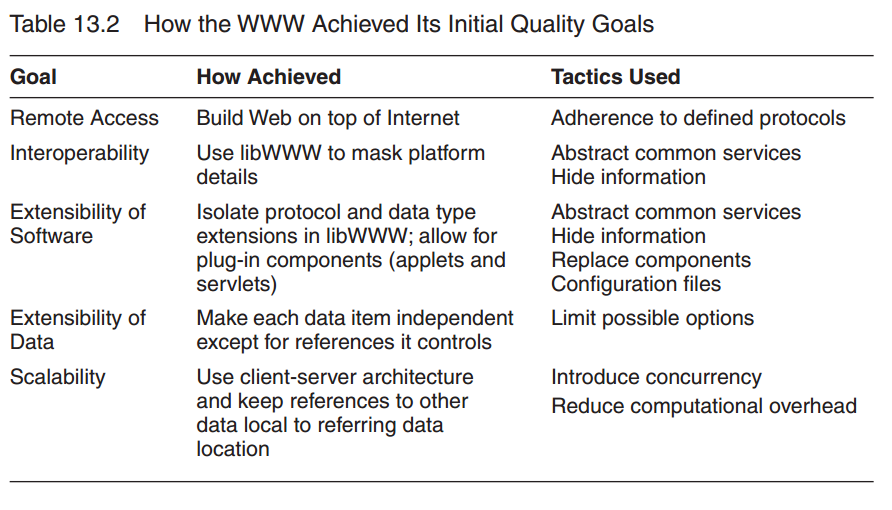 Table 13.2 How the WWW Achieved Its Initial Quality Goals
Goal How Achieved Tactics Used
Remote Access Build Web on top of Internet Adherence to defined protocols
Interoperability Use libWWW to mask platform Abstract common services
details Hide information
Extensibility of Isolate protocol and data type Abstract common services
Software extensions in libWWW; allow for Hide information
plug-in components (applets and Replace components
servlets) Configuration files
Extensibility of Make each data item independent Limit possible options
Data except for references it controls
Scalability Use client-server architecture Introduce concurrency
and keep references to other Reduce computational overhead
data local to referring data
location